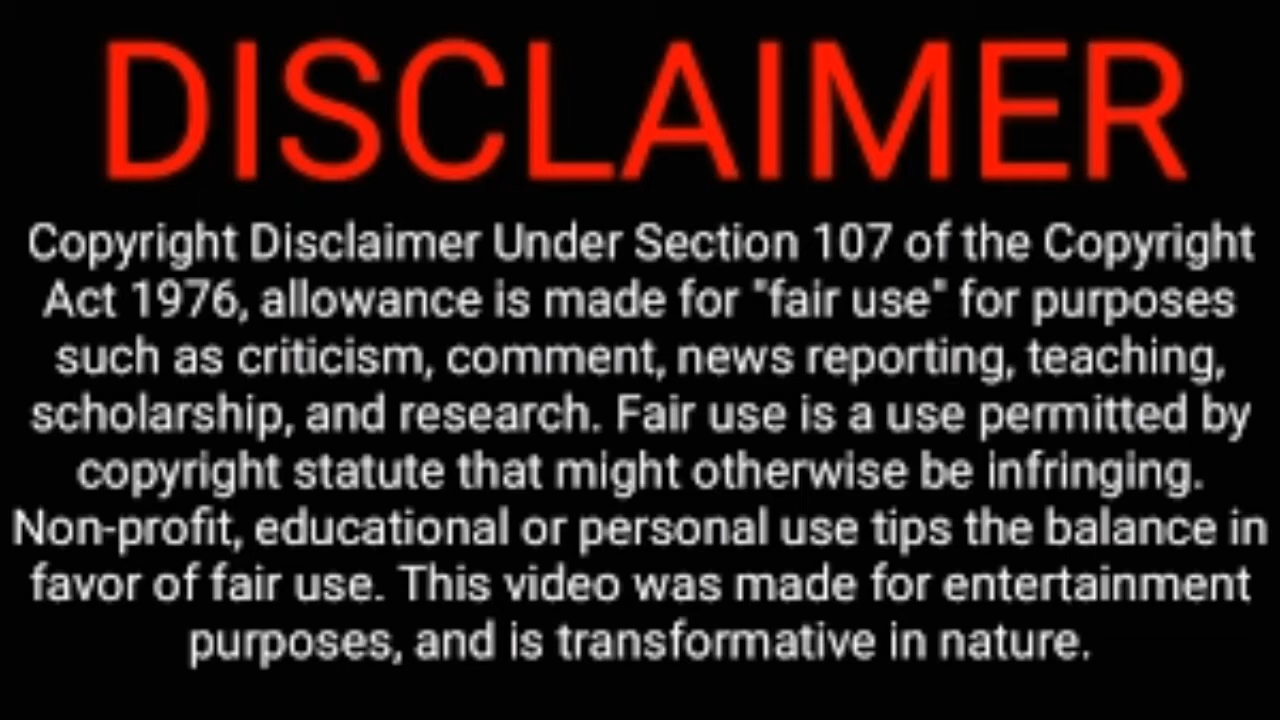 DISCLAIMER
Copyright Disclaimer Under Section 107 of the Copyright
Act 1976, allowance is made for "fair use" for purposes
such as criticism, comment, news reporting, teaching,
scholarship, and research. Fair use is a use permitted by
copyright statute that might otherwise be infringing.
Non-profit, educational or personal use tips the balance in
favor of fair use. This video was made for entertainment
purposes, and is transformative in nature.